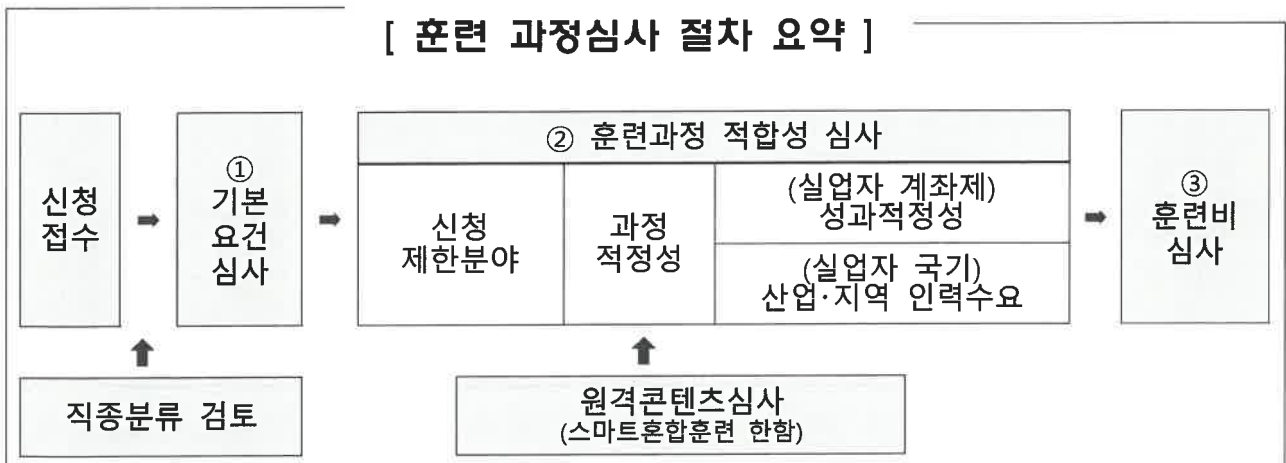 [ 훈련 과정심사 절차 요약 ]
신청
접수
①
기본
요건
심사
② 훈련과정 적합성 심사
신청
제한분야
과정
적정성
(실업자 계좌제)
성과적정성
(실업자 국기)
산업·지역 인력수요
③
훈련비
심사
직종분류 검토
원격콘텐츠심사
(스마트혼합훈련 한함)